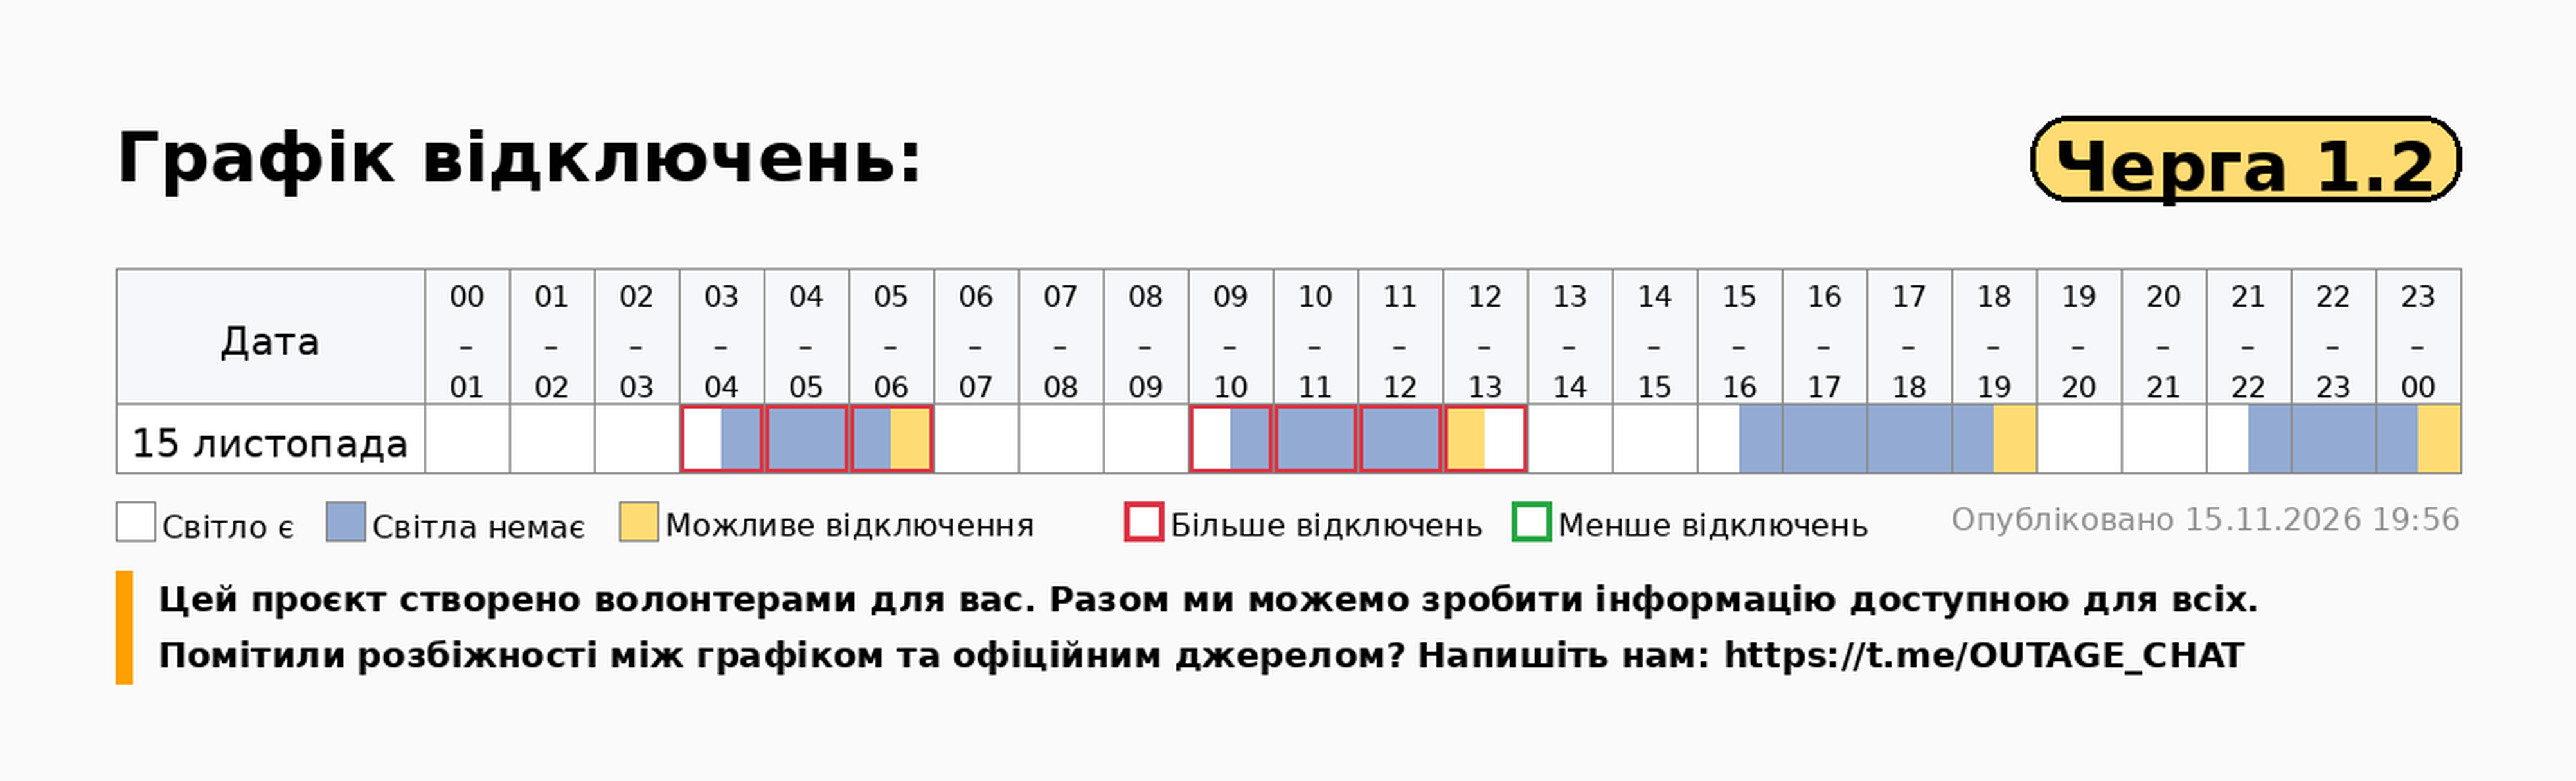 Графік відключень:
Черга 1.2
Дата
00 – 01
01 – 02
02 – 03
03 – 04
04 – 05
05 – 06
06 – 07
07 – 08
08 – 09
09 – 10
10 – 11
11 – 12
12 – 13
13 – 14
14 – 15
15 – 16
16 – 17
17 – 18
18 – 19
19 – 20
20 – 21
21 – 22
22 – 23
23 – 00
15 листопада
Світло є
Світла немає
Можливе відключення
Більше відключень
Менше відключень
Опубліковано 15.11.2026 19:56
Цей проєкт створено волонтерами для вас. Разом ми можемо зробити інформацію доступною для всіх.
Помітили розбіжності між графіком та офіційним джерелом? Напишіть нам: https://t.me/OUTAGE_CHAT